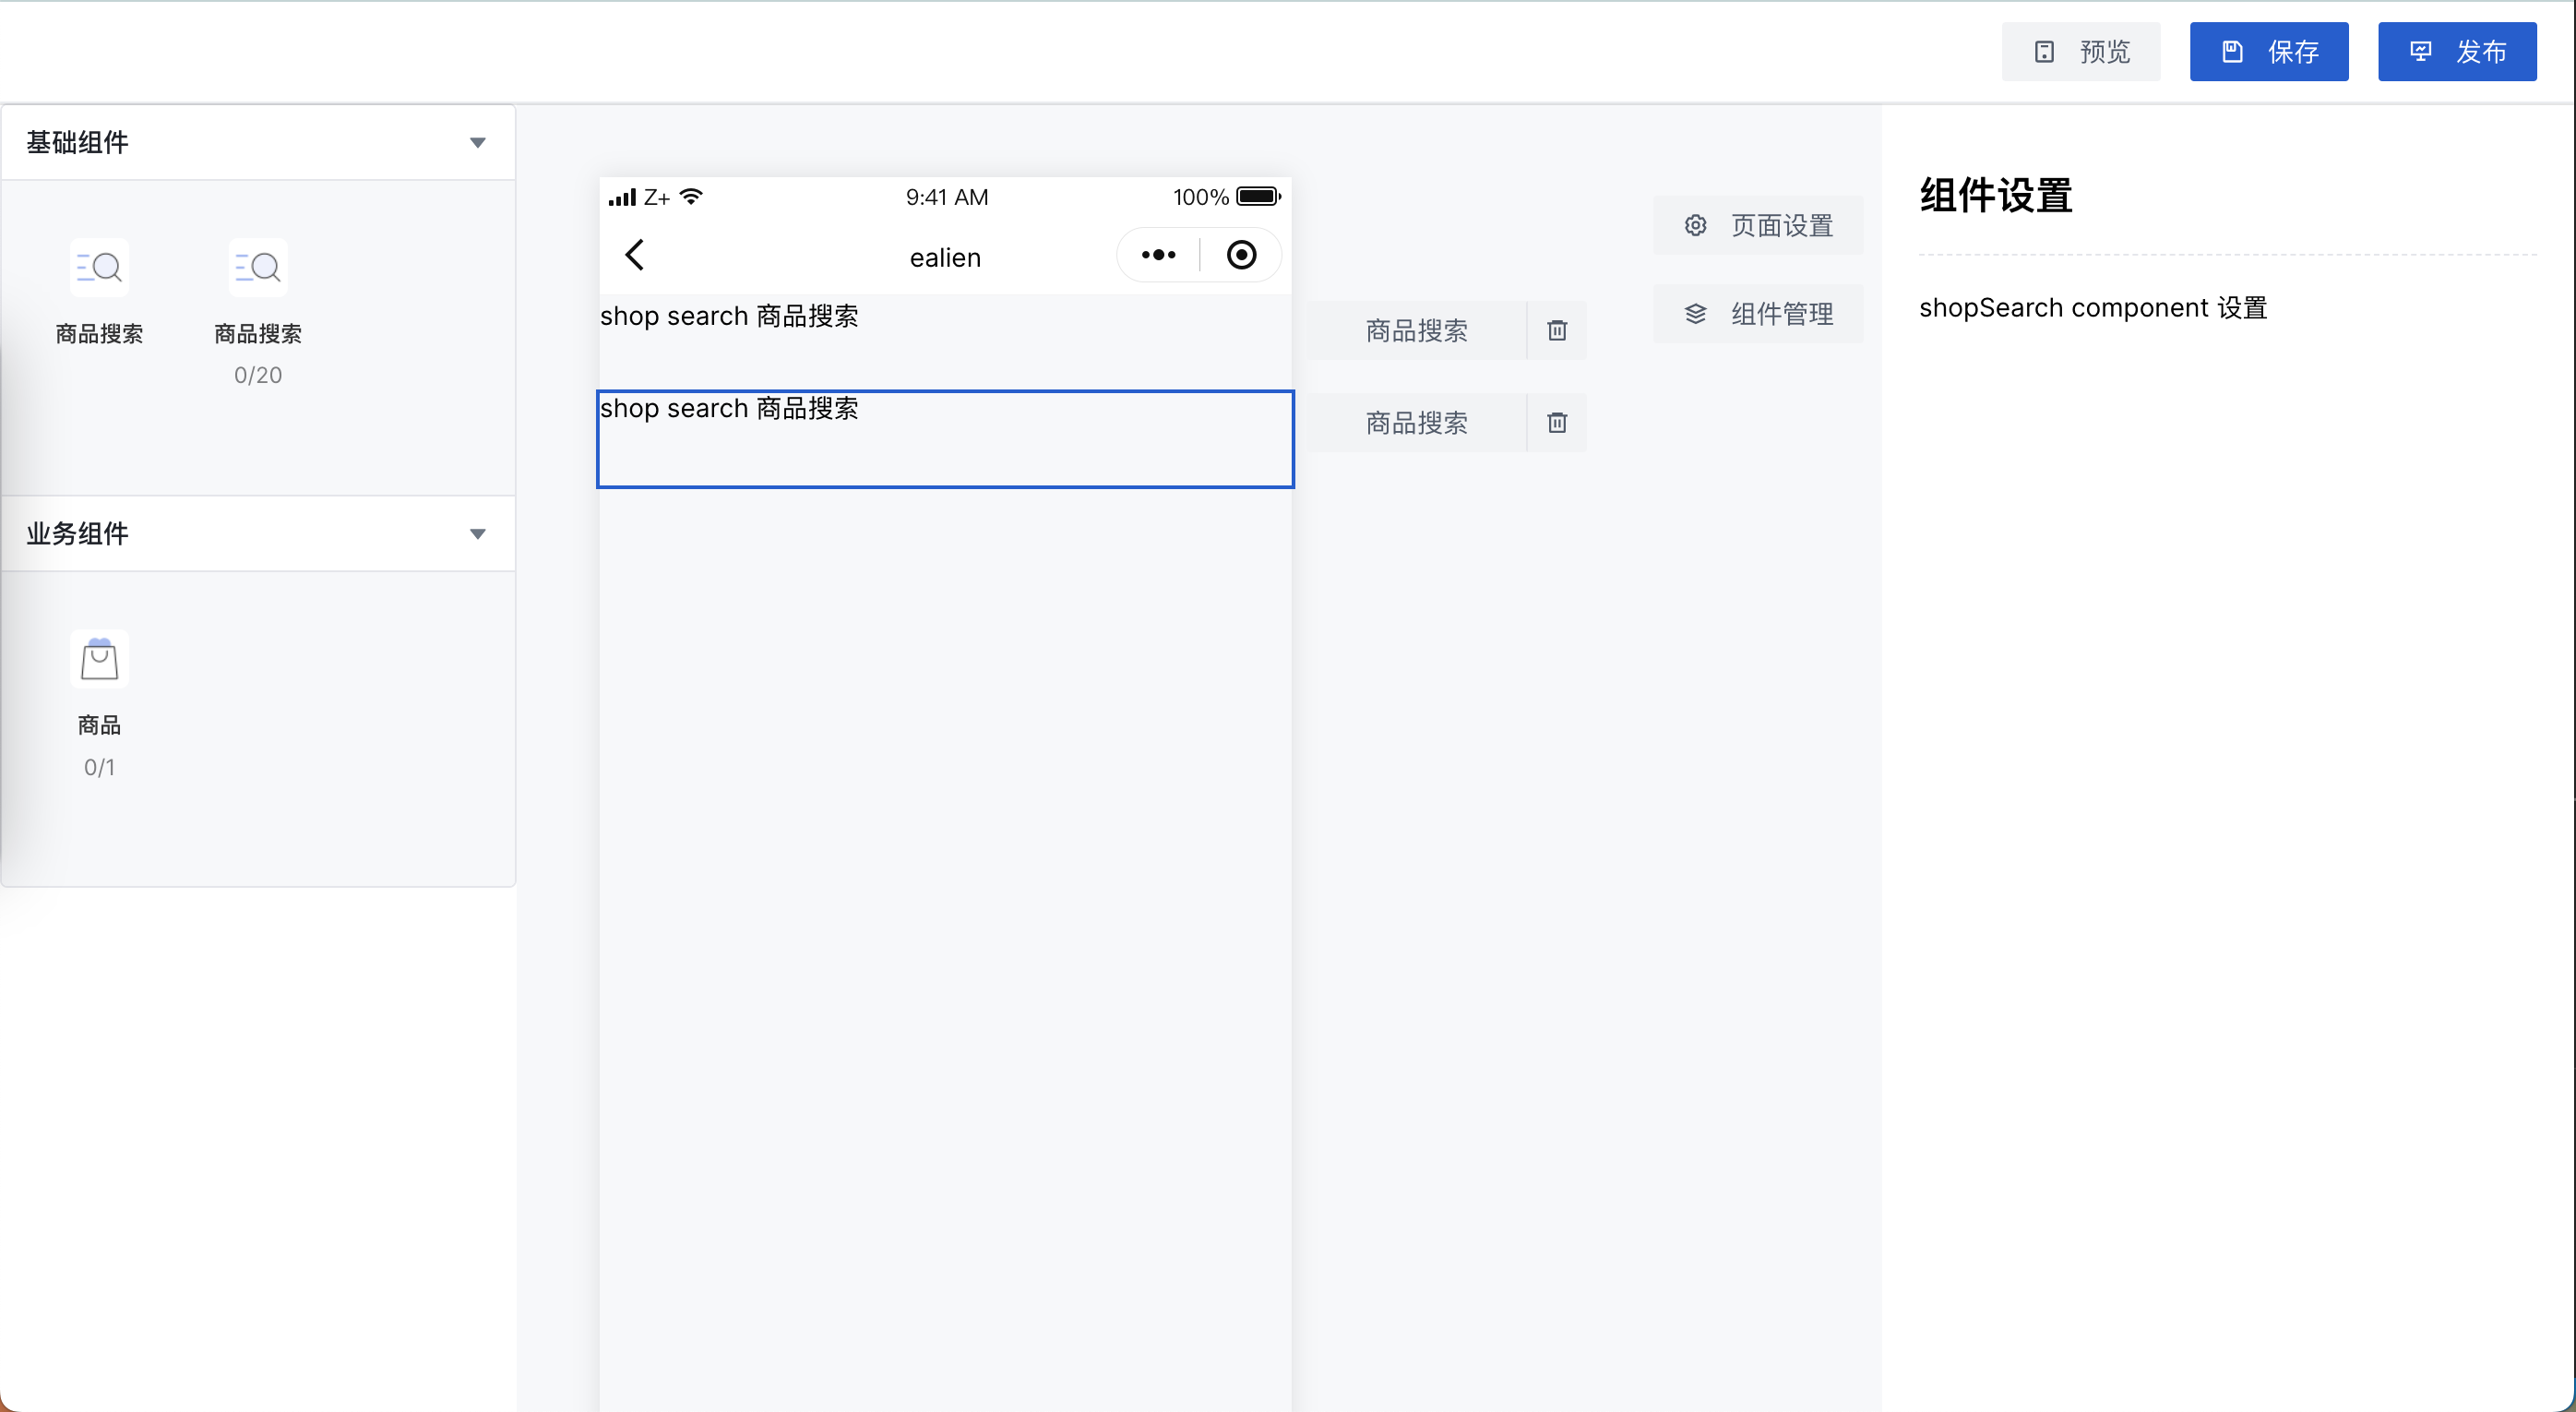 预览
保存
发布
基础组件
商品搜索
商品搜索
0/20
业务组件
商品
0/1
Z+
9:41 AM
100%
ealien
shop search 商品搜索
shop search 商品搜索
商品搜索
商品搜索
页面设置
组件管理
组件设置
shopSearch component 设置